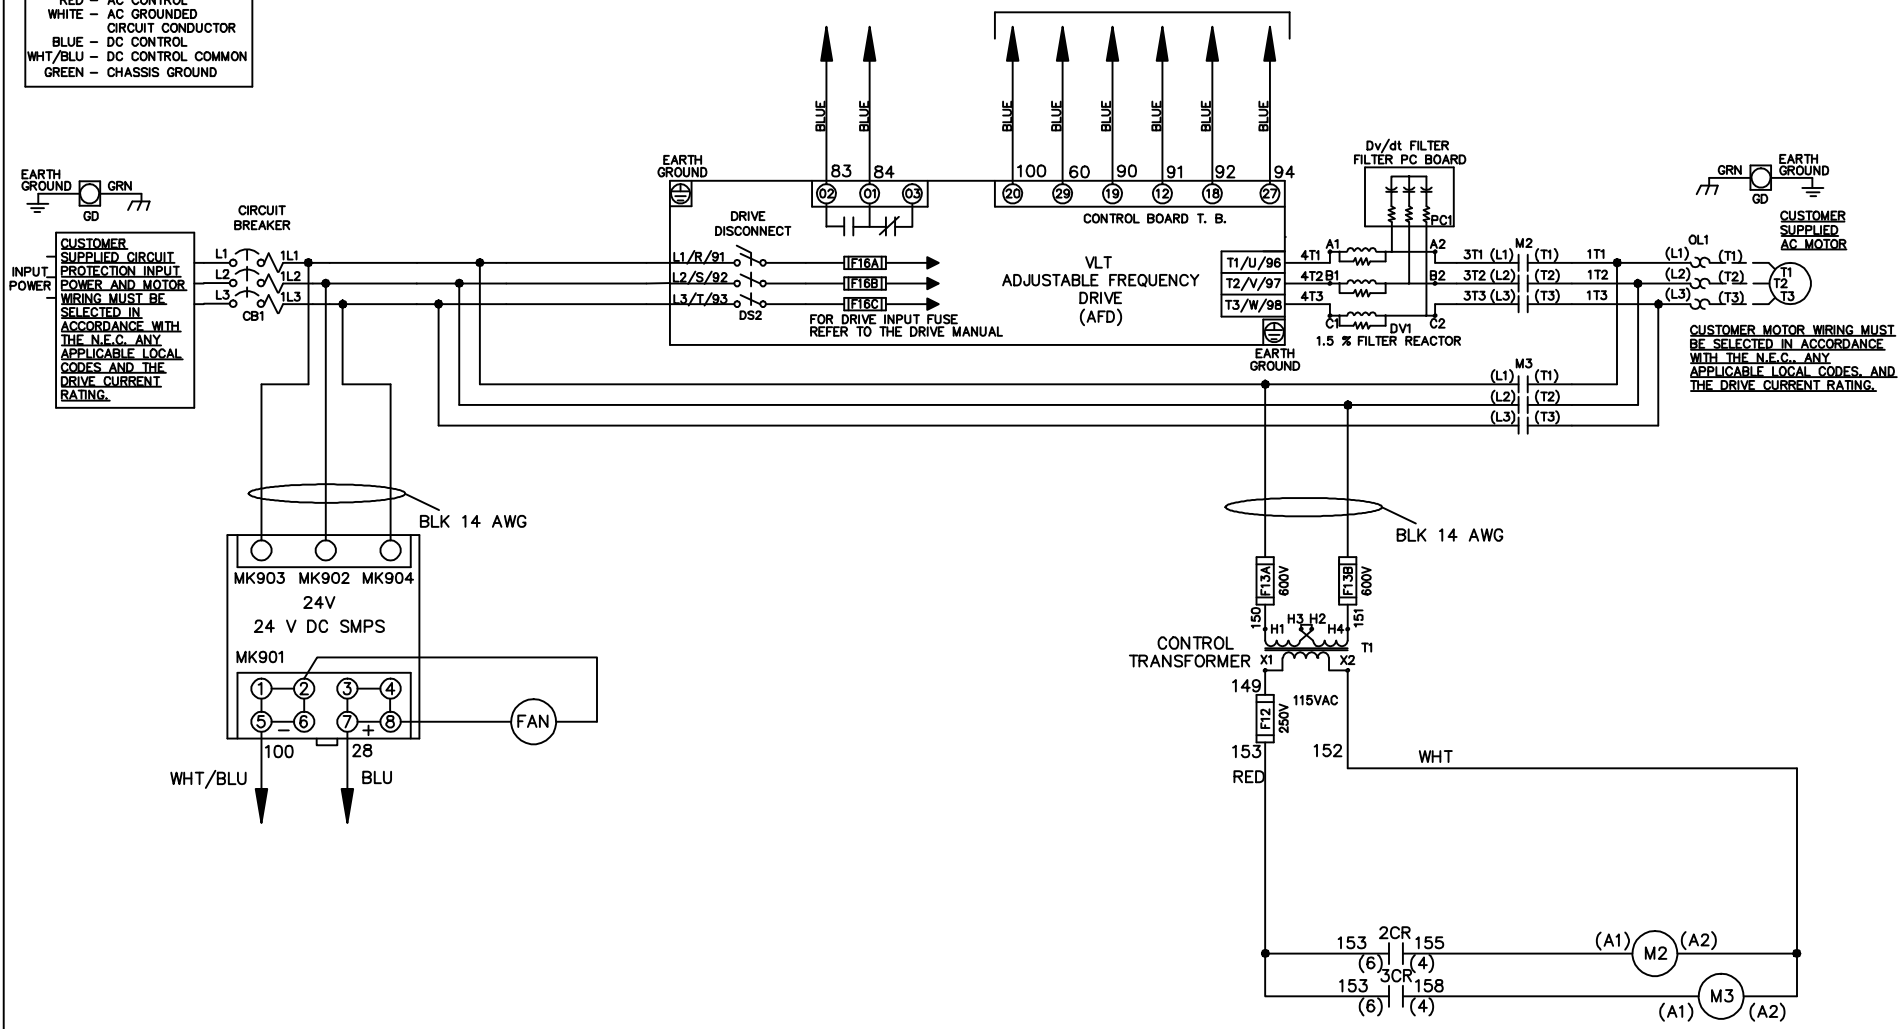 RED – AC CONTROL
WHITE – AC GROUNDED
CIRCUIT CONDUCTOR
BLUE – DC CONTROL
WHT/BLU – DC CONTROL COMMON
GREEN – CHASSIS GROUND
BLUE
BLUE
BLUE
BLUE
BLUE
BLUE
BLUE
BLUE
EARTH
GROUND
GRN
GD
CIRCUIT
BREAKER
EARTH
GROUND
83
84
100
60
90
91
92
94
02
01
03
20
29
19
12
18
27
CONTROL BOARD T. B.
Dv/dt FILTER
FILTER PC BOARD
PC1
GRN
EARTH
GROUND
GD
CUSTOMER
SUPPLIED
AC MOTOR
INPUT
POWER
CUSTOMER
SUPPLIED CIRCUIT
PROTECTION INPUT
POWER AND MOTOR
WIRING MUST BE
SELECTED IN
ACCORDANCE WITH
THE N.E.C. ANY
APPLICABLE LOCAL
CODES AND THE
DRIVE CURRENT
RATING.
L1
1L1
L2
1L2
L3
1L3
CB1
DRIVE
DISCONNECT
L1/R/91
L2/S/92
L3/T/93
DS2
F16A
F16B
F16C
FOR DRIVE INPUT FUSE
REFER TO THE DRIVE MANUAL
VLT
ADJUSTABLE FREQUENCY
DRIVE
(AFD)
T1/U/96
T2/V/97
T3/W/98
EARTH
GROUND
4T1
4T2
4T3
A1
A2
B1
B2
C1
C2
DV1
1.5 % FILTER REACTOR
M2
3T1 (L1) (T1) 1T1
3T2 (L2) (T2) 1T2
3T3 (L3) (T3) 1T3
OL1
(L1) (T1)
(L2) (T2)
(L3) (T3)
T1
T2
T3
CUSTOMER MOTOR WIRING MUST
BE SELECTED IN ACCORDANCE
WITH THE N.E.C., ANY
APPLICABLE LOCAL CODES, AND
THE DRIVE CURRENT RATING.
M3
(L1) (T1)
(L2) (T2)
(L3) (T3)
BLK 14 AWG
BLK 14 AWG
MK903 MK902 MK904
24V
24 V DC SMPS
MK901
1 2 3 4
5 – 6 7 + 8
FAN
100
28
WHT/BLU
BLU
F13A
600V
F13B
600V
150
151
H1 H3 H2 H4
T1
CONTROL
TRANSFORMER
X1 X2
149
115VAC
F12
250V
153
152
RED
WHT
2CR
153 155
(6) (4)
(A1) M2 (A2)
3CR
153 158
(6) (4)
(A1) M3 (A2)